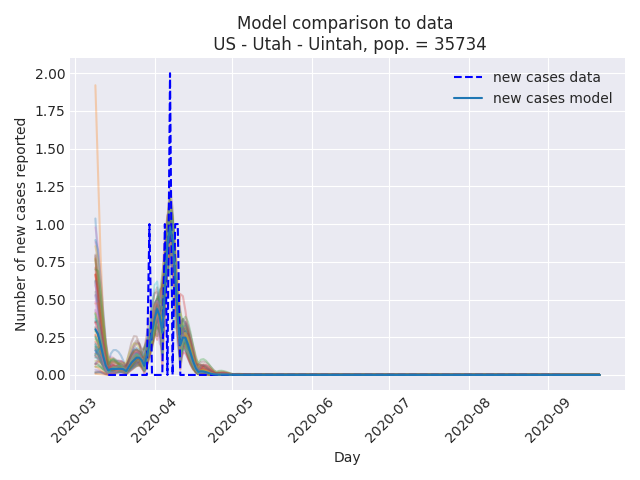 Model comparison to data
US - Utah - Uintah, pop. = 35734
new cases data
new cases model
Number of new cases reported
2.00
1.75
1.50
1.25
1.00
0.75
0.50
0.25
0.00
2020-03
2020-04
2020-05
2020-06
2020-07
2020-08
2020-09
Day